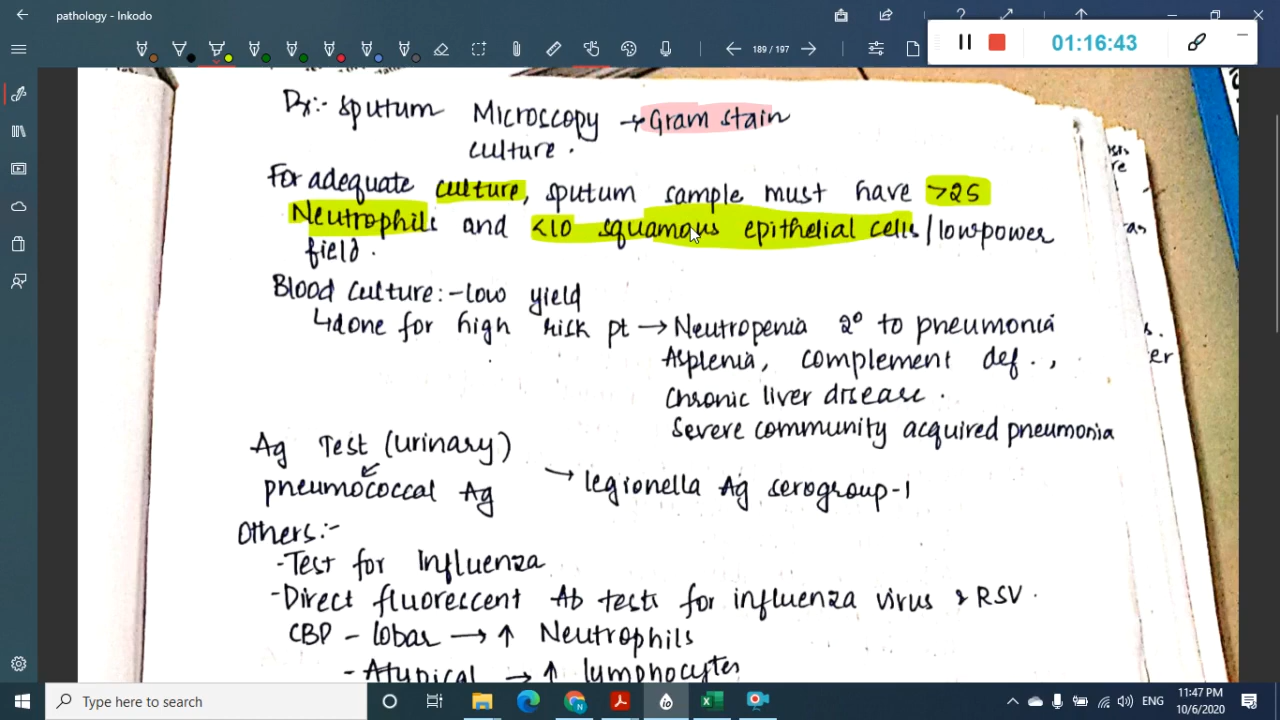 pathology - Inkodo
189 / 197
01:16:43
Dx:- Sputum Microscopy → Gram stain
culture.
For adequate culture, sputum sample must have >25
Neutrophils and <10 squamous epithelial cells/lowpower
field.
Blood culture:- low yield
↳done for high risk pt → Neutropenia 2° to pneumonia
Asplenia, complement def.,
Chronic liver disease.
Severe community acquired pneumonia
Ag Test (urinary)
pneumococcal Ag → legionella Ag serogroup-1
Others:-
-Test for Influenza
-Direct fluorescent Ab tests for influenza virus & RSV.
CBP - lobar → ↑ Neutrophils
- Atypical → ↑ lymphocytes
Type here to search
ENG
11:47 PM
10/6/2020